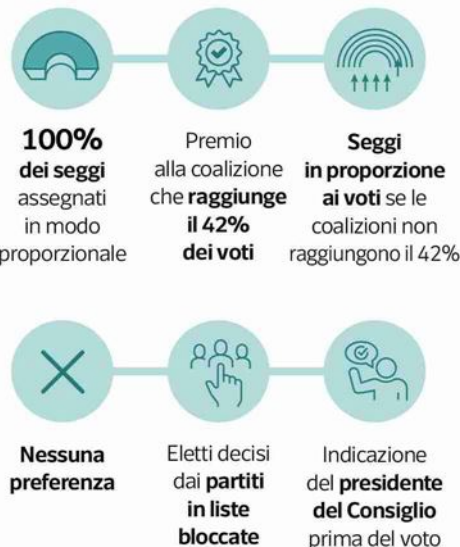 100%
dei seggi
assegnati
in modo
proporzionale
Premio
alla coalizione
che raggiunge
il 42%
dei voti
Seggi
in proporzione
ai voti se le
coalizioni non
raggiungono il 42%
Nessuna
preferenza
Eletti decisi
dai partiti
in liste
bloccate
Indicazione
del presidente
del Consiglio
prima del voto